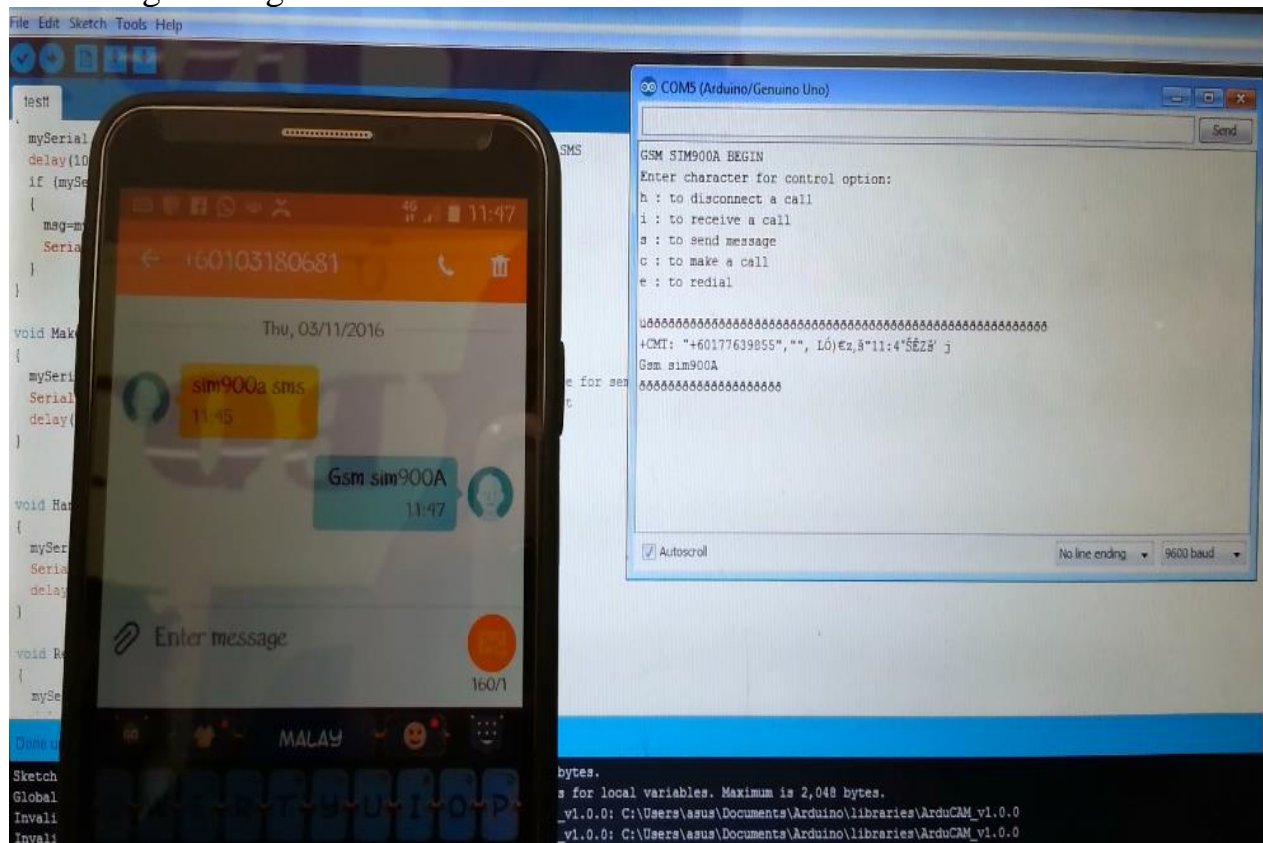 File Edit Sketch Tools Help
testt
mySerial
delay(10
SMS
if (mySe
{
msg=m
Seria
}
}
void Mak
{
mySeri
e for sen
Serial
delay(
}
void Har
{
mySer
Seria
delay
}
void Re
{
mySe
Done u
Sketch
bytes.
Global
s for local variables. Maximum is 2,048 bytes.
Invali
_v1.0.0: C:\Users\asus\Documents\Arduino\libraries\ArduCAM_v1.0.0
Invali
_v1.0.0: C:\Users\asus\Documents\Arduino\libraries\ArduCAM_v1.0.0
4G
11:47
+60103180681
Thu, 03/11/2016
sim900a sms
11:45
Gsm sim900A
11:47
Enter message
160/1
GO
MALAY
W E R T Y U I O P
COM5 (Arduino/Genuino Uno)
Send
GSM SIM900A BEGIN
Enter character for control option:
h : to disconnect a call
i : to receive a call
s : to send message
c : to make a call
e : to redial
+CMT: "+60177639855","",
Gsm sim900A
Autoscroll
No line ending
9600 baud